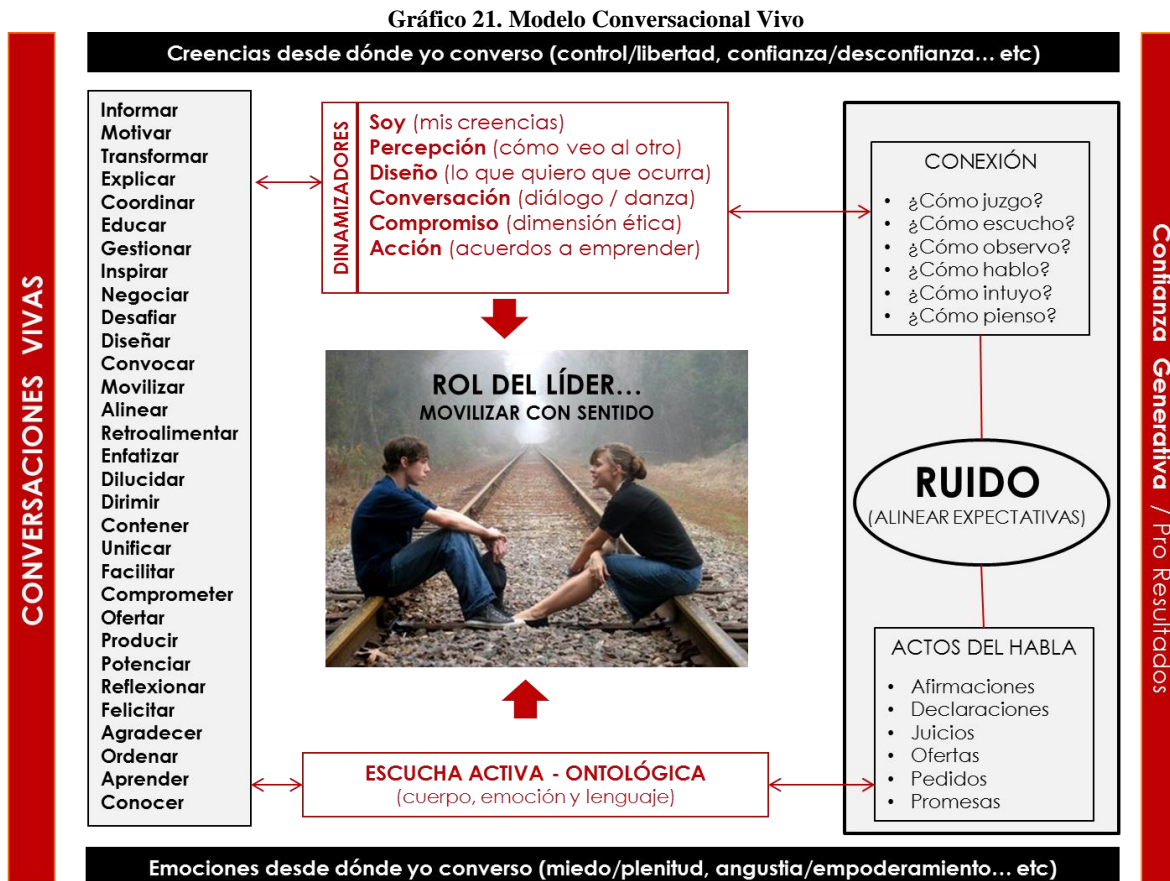 Gráfico 21. Modelo Conversacional Vivo
Creencias desde dónde yo converso (control/libertad, confianza/desconfianza... etc)
CONVERSACIONES VIVAS
Informar
Motivar
Transformar
Explicar
Coordinar
Educar
Gestionar
Inspirar
Negociar
Desafiar
Diseñar
Convocar
Movilizar
Alinear
Retroalimentar
Enfatizar
Dilucidar
Dirimir
Contener
Unificar
Facilitar
Comprometer
Ofertar
Producir
Potenciar
Reflexionar
Felicitar
Agradecer
Ordenar
Aprender
Conocer
DINAMIZADORES
Soy (mis creencias)
Percepción (cómo veo al otro)
Diseño (lo que quiero que ocurra)
Conversación (diálogo / danza)
Compromiso (dimensión ética)
Acción (acuerdos a emprender)
ROL DEL LÍDER...
MOVILIZAR CON SENTIDO
ESCUCHA ACTIVA - ONTOLÓGICA
(cuerpo, emoción y lenguaje)
CONEXIÓN
• ¿Cómo juzgo?
• ¿Cómo escucho?
• ¿Cómo observo?
• ¿Cómo hablo?
• ¿Cómo intuyo?
• ¿Cómo pienso?
RUIDO
(ALINEAR EXPECTATIVAS)
ACTOS DEL HABLA
• Afirmaciones
• Declaraciones
• Juicios
• Ofertas
• Pedidos
• Promesas
Confianza Generativa / Pro Resultados
Emociones desde dónde yo converso (miedo/plenitud, angustia/empoderamiento... etc)